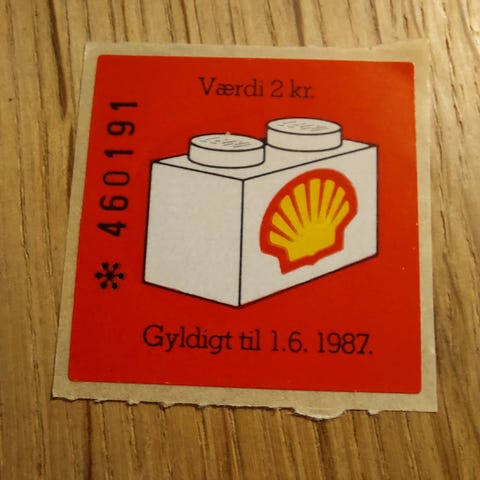 Værdi 2 kr.
* 460191
Gyldigt til 1.6. 1987.